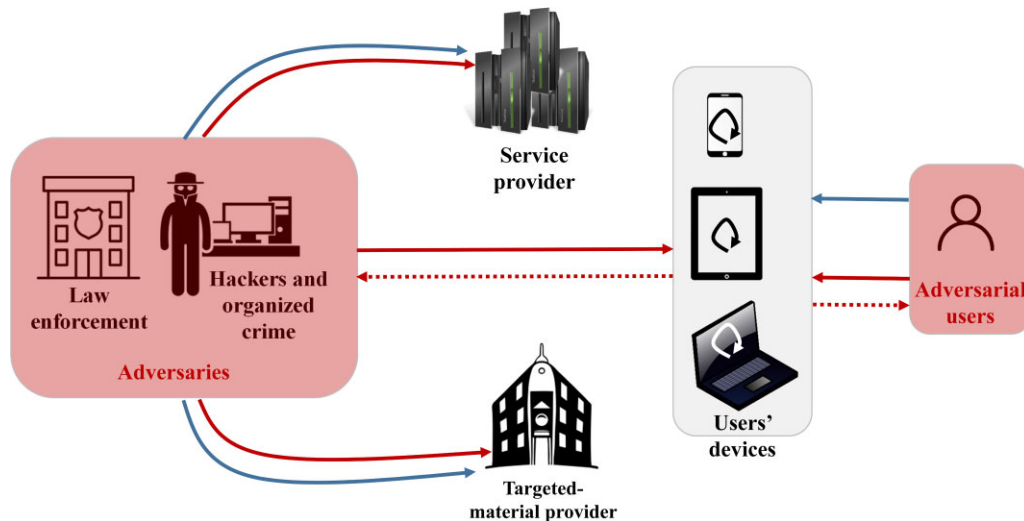 Service
provider
Law
enforcement
Hackers and
organized
crime
Adversaries
Targeted-
material provider
Users’
devices
Adversarial
users